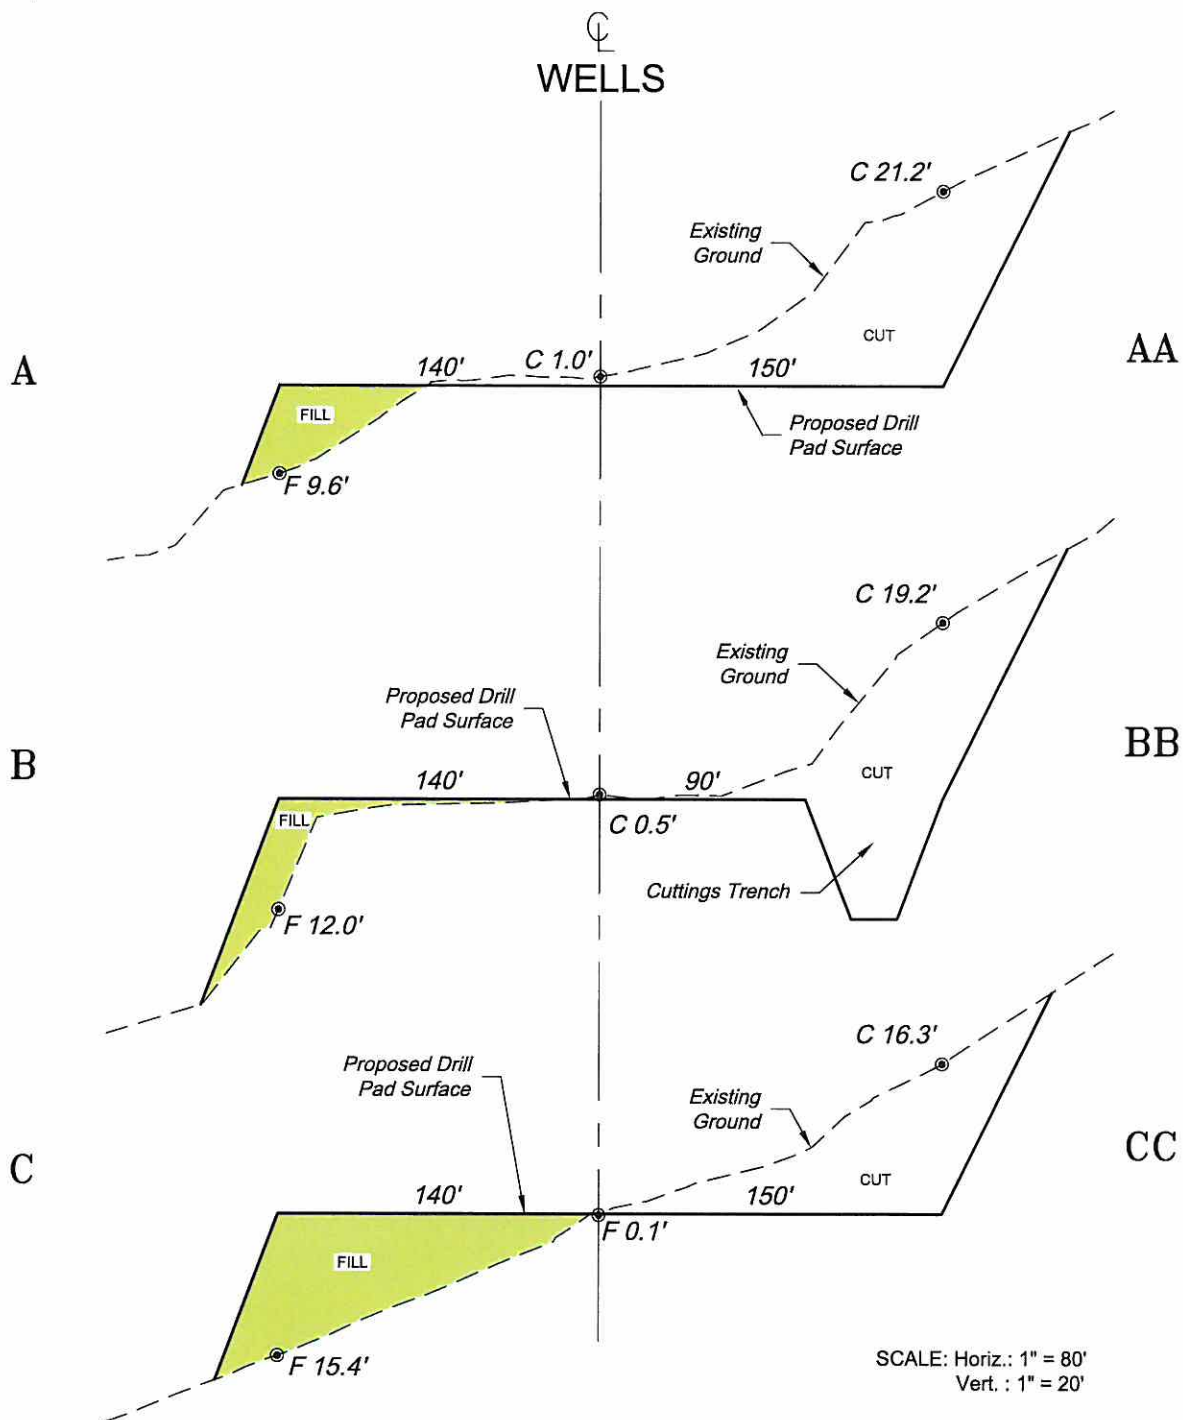 ℄
WELLS
C 21.2'
Existing
Ground
CUT
A
140'
C 1.0'
150'
AA
FILL
Proposed Drill
Pad Surface
F 9.6'
C 19.2'
Existing
Ground
Proposed Drill
Pad Surface
B
140'
90'
CUT
BB
FILL
C 0.5'
Cuttings Trench
F 12.0'
C 16.3'
Proposed Drill
Pad Surface
Existing
Ground
C
140'
150'
CUT
CC
F 0.1'
FILL
F 15.4'
SCALE: Horiz.: 1" = 80'
Vert. : 1" = 20'